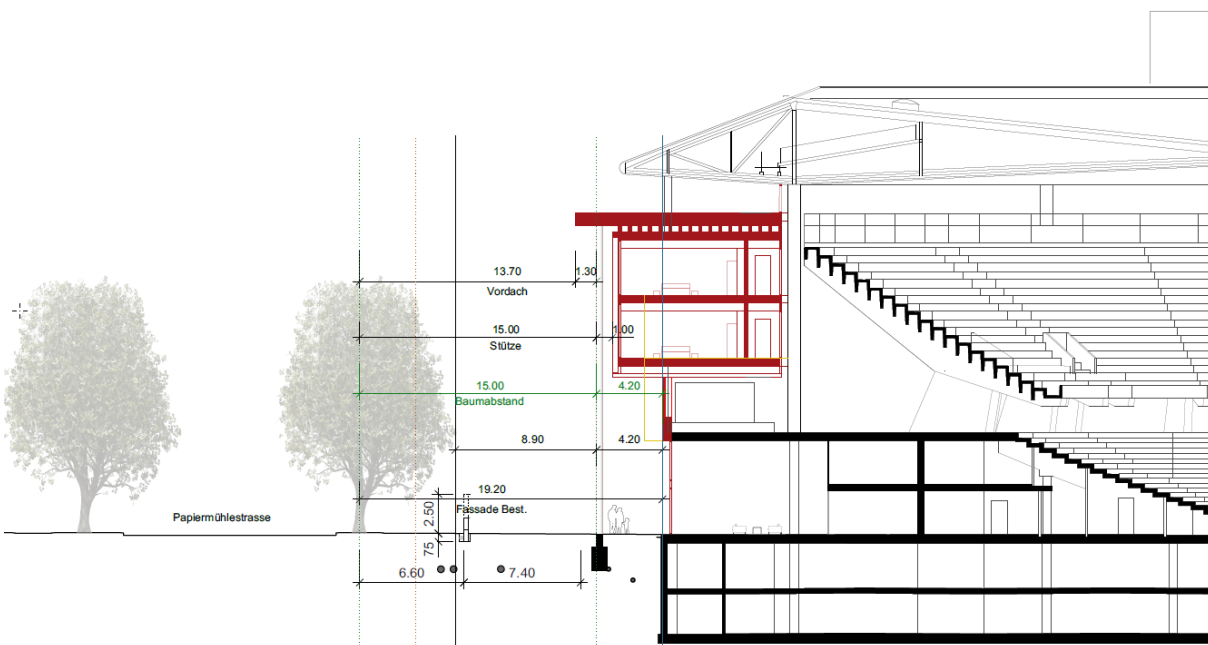 13.70
1.30
Vordach
15.00
1.00
Stütze
15.00
4.20
Baumabstand
8.90
4.20
19.20
Fassade Best.
2.50
Papiermühlestrasse
75
6.60
7.40